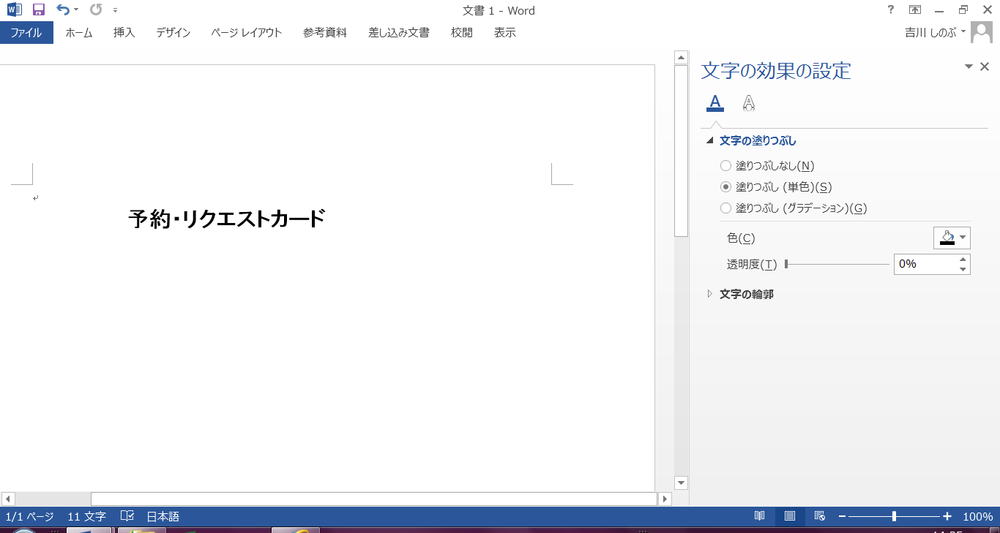 文書 1 - Word
?
ファイル ホーム 挿入 デザイン ページ レイアウト 参考資料 差し込み文書 校閲 表示
吉川 しのぶ
予約・リクエストカード
文字の効果の設定
文字の塗りつぶし
塗りつぶしなし(N)
塗りつぶし (単色)(S)
塗りつぶし (グラデーション)(G)
色(C)
透明度(T) 0%
文字の輪郭
1/1 ページ 11 文字 日本語
100%